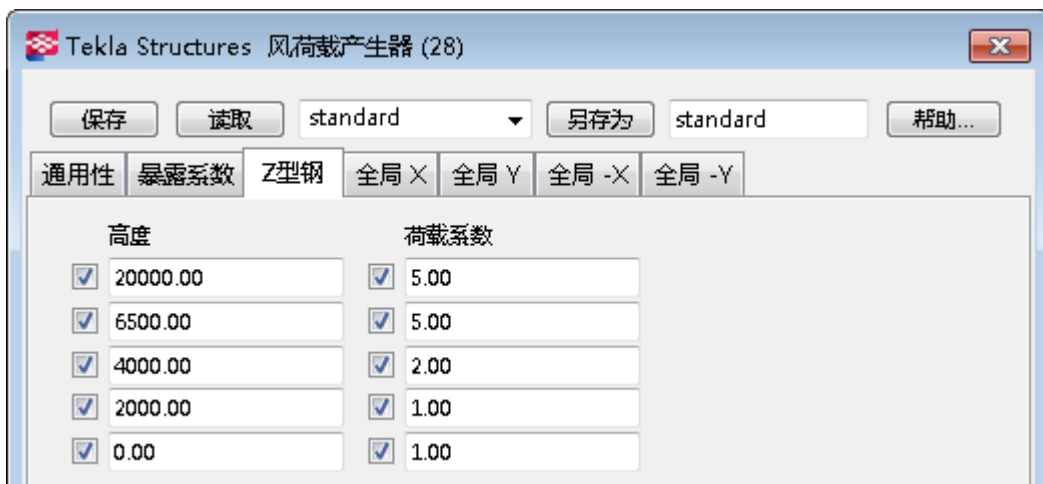 Tekla Structures 风荷载产生器 (28)
保存 读取 standard 另存为 standard 帮助...
通用性 暴露系数 Z型钢 全局 X 全局 Y 全局 -X 全局 -Y
高度 荷载系数
20000.00 5.00
6500.00 5.00
4000.00 2.00
2000.00 1.00
0.00 1.00